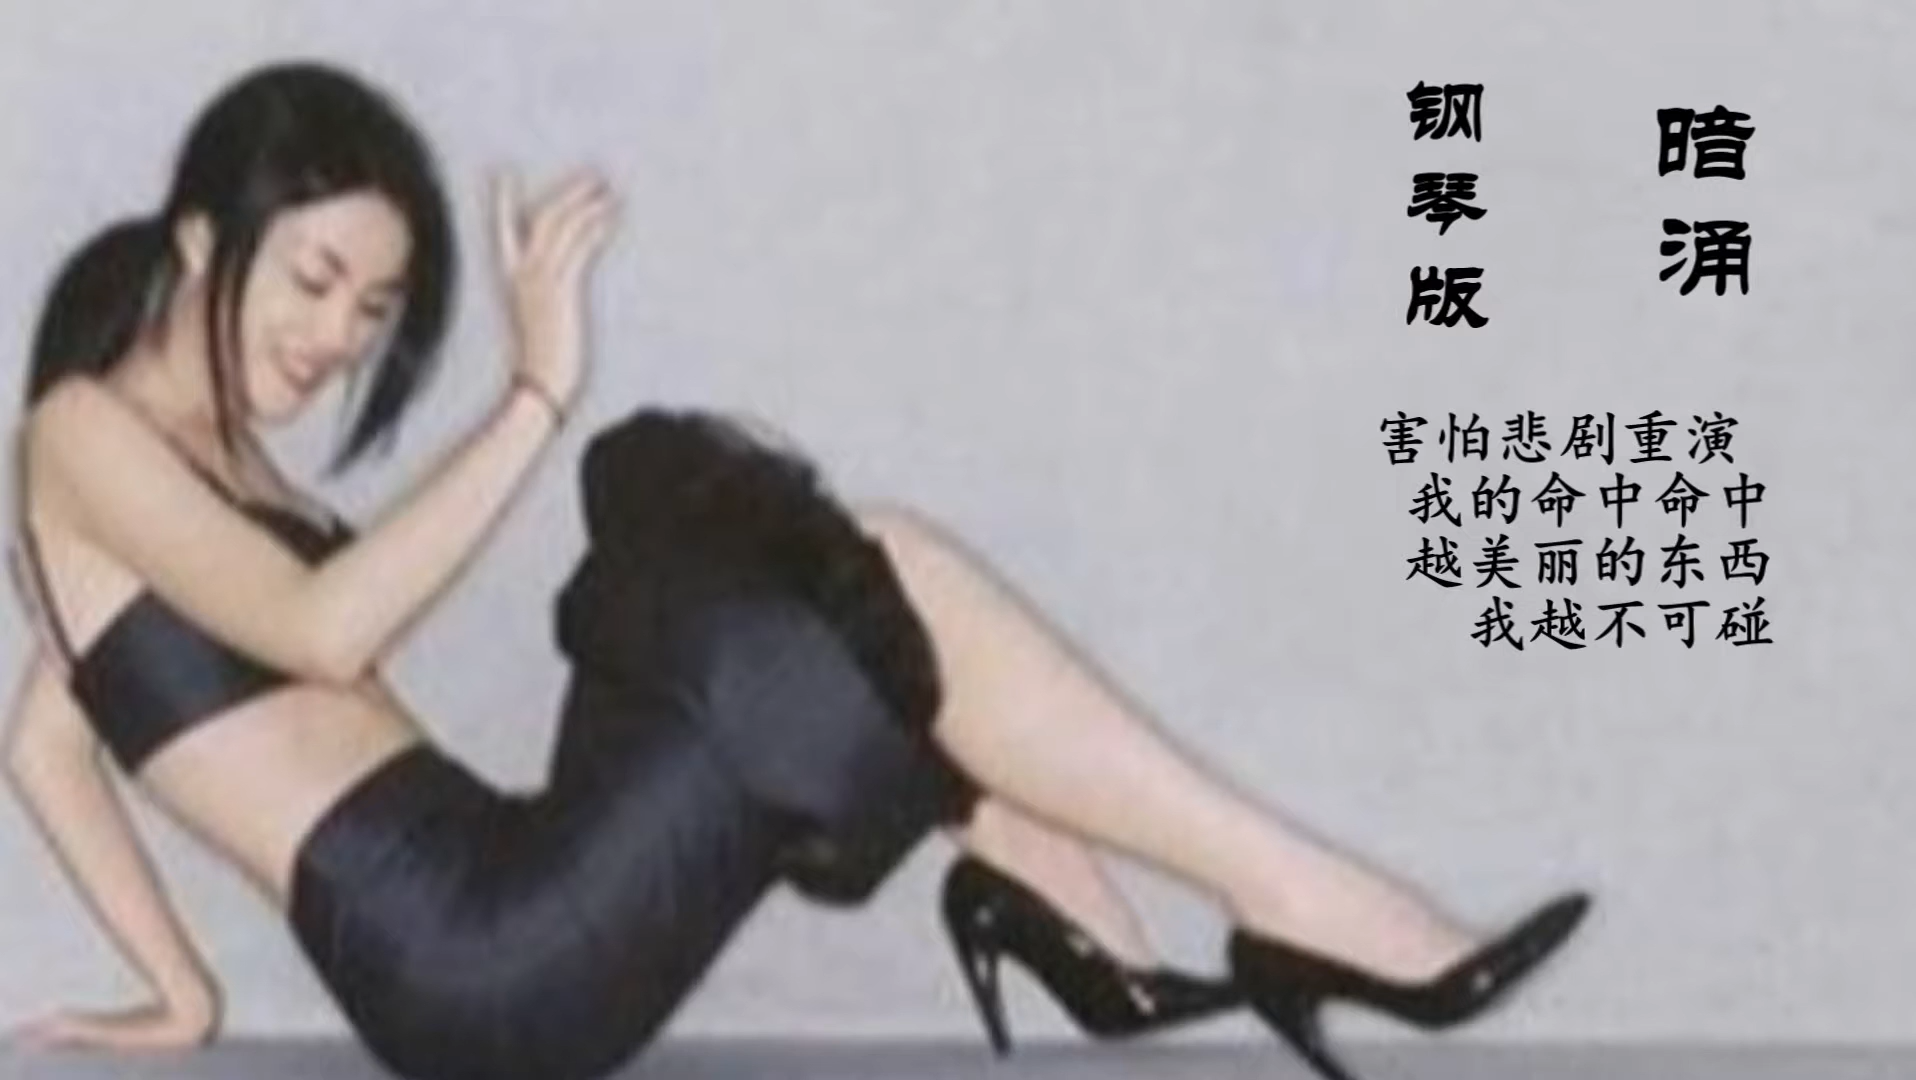 暗涌
钢琴版
害怕悲剧重演
我的命中命中
越美丽的东西
我越不可碰